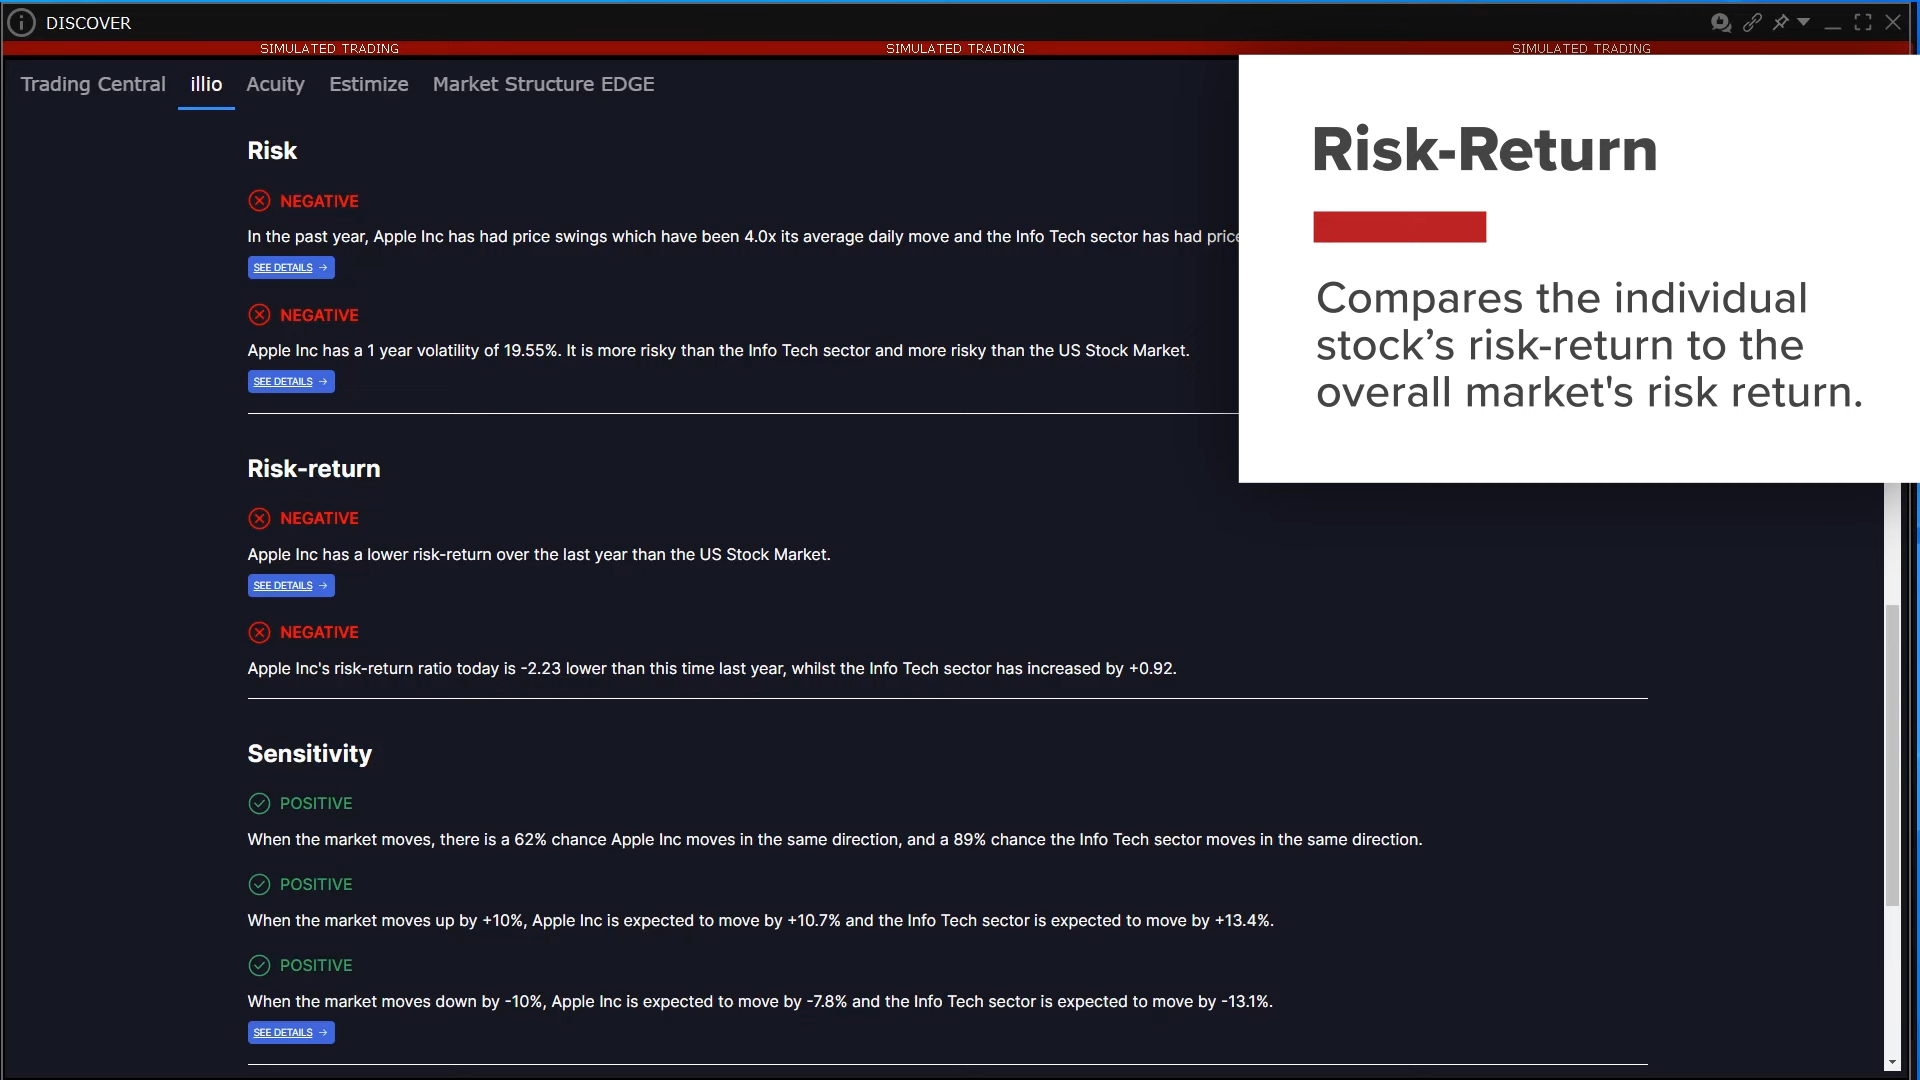 DISCOVER
SIMULATED TRADING SIMULATED TRADING SIMULATED TRADING
Trading Central illio Acuity Estimize Market Structure EDGE
Risk
NEGATIVE
In the past year, Apple Inc has had price swings which have been 4.0x its average daily move and the Info Tech sector has had price
SEE DETAILS →
NEGATIVE
Apple Inc has a 1 year volatility of 19.55%. It is more risky than the Info Tech sector and more risky than the US Stock Market.
SEE DETAILS →
Risk-return
NEGATIVE
Apple Inc has a lower risk-return over the last year than the US Stock Market.
SEE DETAILS →
NEGATIVE
Apple Inc's risk-return ratio today is -2.23 lower than this time last year, whilst the Info Tech sector has increased by +0.92.
Sensitivity
POSITIVE
When the market moves, there is a 62% chance Apple Inc moves in the same direction, and a 89% chance the Info Tech sector moves in the same direction.
POSITIVE
When the market moves up by +10%, Apple Inc is expected to move by +10.7% and the Info Tech sector is expected to move by +13.4%.
POSITIVE
When the market moves down by -10%, Apple Inc is expected to move by -7.8% and the Info Tech sector is expected to move by -13.1%.
SEE DETAILS →
Risk-Return
Compares the individual
stock’s risk-return to the
overall market's risk return.